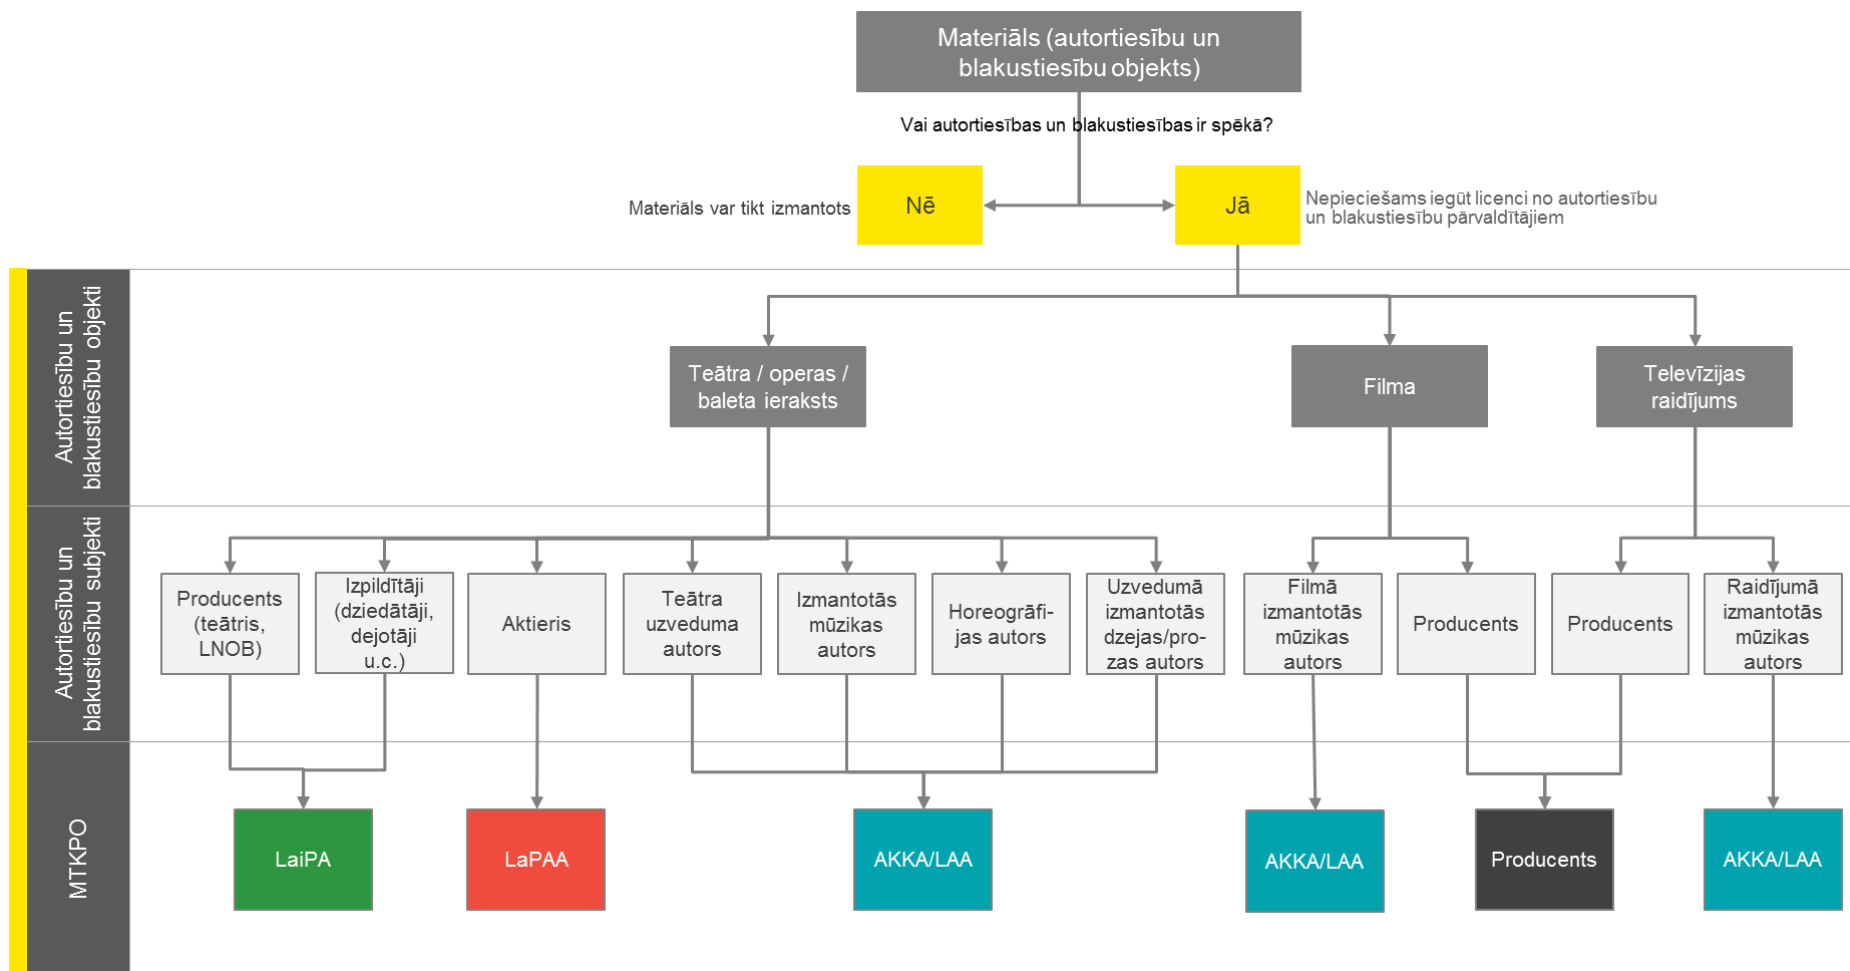 Materiāls (autortiesību un
blakustiesību objekts)
Vai autortiesības un blakustiesības ir spēkā?
Materiāls var tikt izmantots
Nē
Jā
Nepieciešams iegūt licenci no autortiesību
un blakustiesību pārvaldītājiem
Autortiesību un
blakustiesību objekti
Teātra / operas /
baleta ieraksts
Filma
Televīzijas
raidījums
Autortiesību un
blakustiesību subjekti
Producents
(teātris,
LNOB)
Izpildītāji
(dziedātāji,
dejotāji
u.c.)
Aktieris
Teātra
uzveduma
autors
Izmantotās
mūzikas
autors
Horeogrāfi-
jas autors
Uzvedumā
izmantotās
dzejas/pro-
zas autors
Filmā
izmantotās
mūzikas
autors
Producents
Producents
Raidījumā
izmantotās
mūzikas
autors
MTKPO
LaiPA
LaPAA
AKKA/LAA
AKKA/LAA
Producents
AKKA/LAA